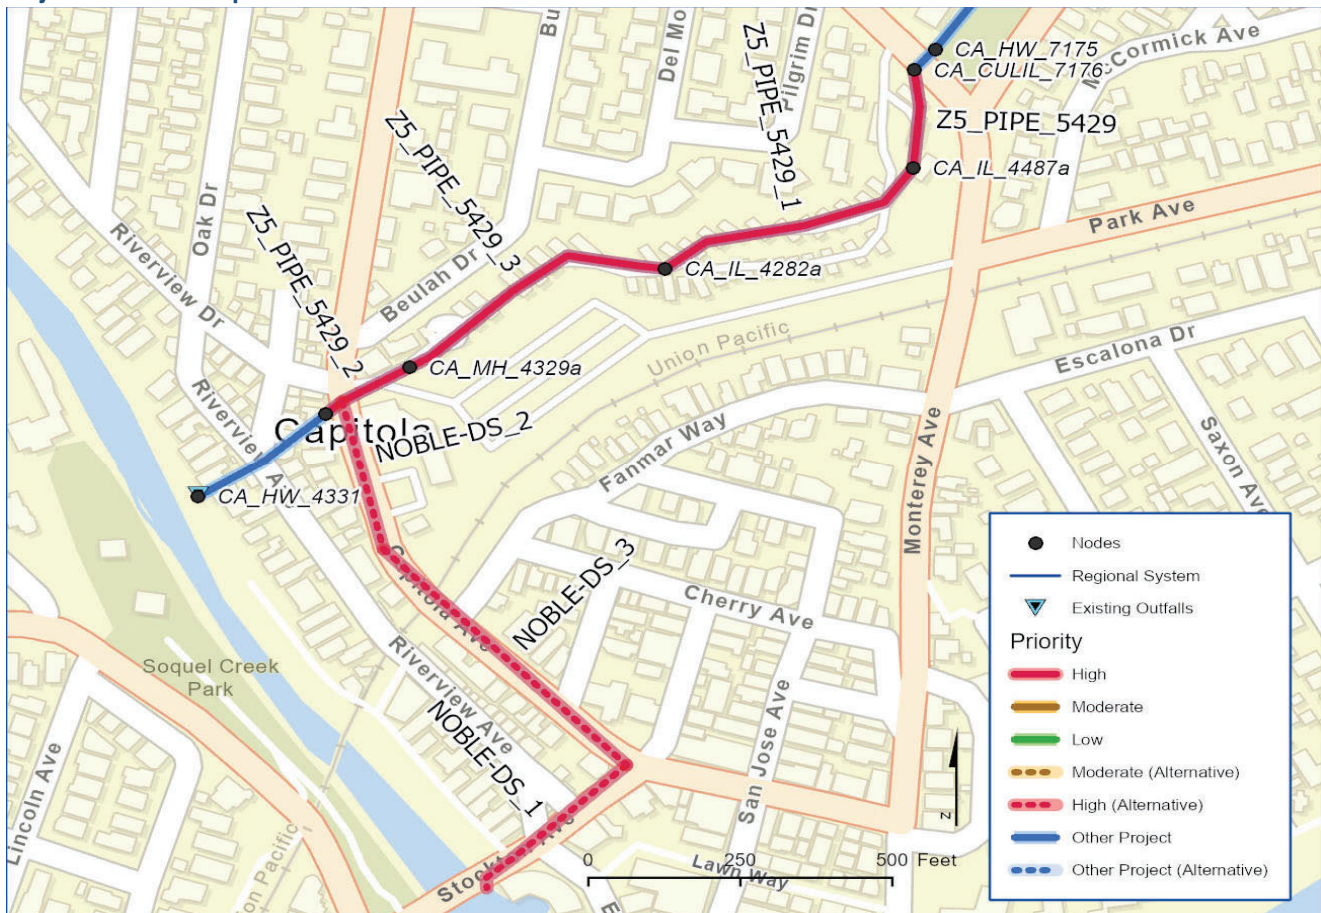 Del Mo
Pilgrim Dr
McCormick Ave
CA_HW_7175
CA_CULIL_7176
Z5_PIPE_5429
Z5_PIPE_5429_1
Z5_PIPE_5429_3
CA_IL_4487a
Oak Dr
Riverview Dr
Park Ave
Z5_PIPE_5429_2
Beulah Dr
CA_IL_4282a
Union Pacific
Escalona Dr
CA_MH_4329a
Capitola
NOBLE-DS_2
Riverview Ave
Fanmar Way
Monterey Ave
Saxon Ave
CA_HW_4331
Capitola Ave
NOBLE-DS_3
Cherry Ave
Soquel Creek
Park
Riverview Ave
NOBLE-DS_1
San Jose Ave
Lincoln Ave
on Pacific
Stockt
Lawn Way
0 250 500 Feet
Z
Nodes
Regional System
Existing Outfalls
Priority
High
Moderate
Low
Moderate (Alternative)
High (Alternative)
Other Project
Other Project (Alternative)